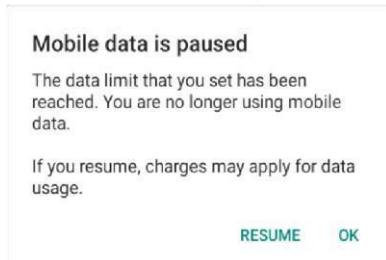 Mobile data is paused
The data limit that you set has been
reached. You are no longer using mobile
data.
If you resume, charges may apply for data
usage.
RESUME OK